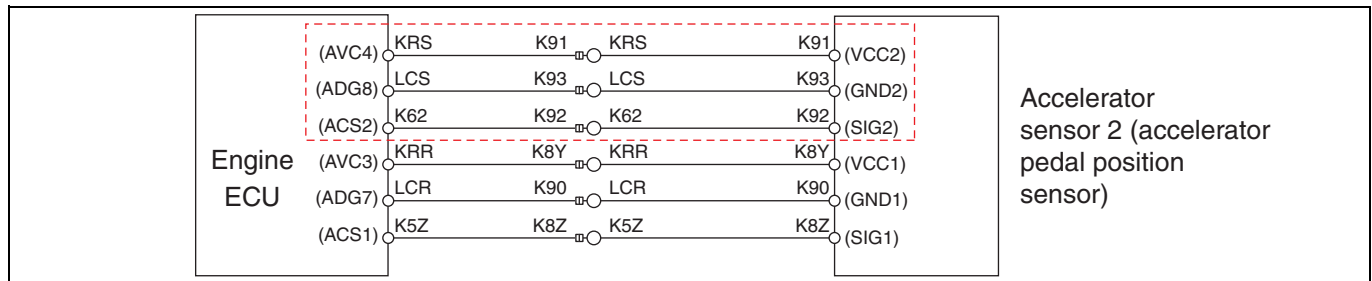 (AVC4) KRS K91 KRS K91 (VCC2)
(ADG8) LCS K93 LCS K93 (GND2)
(ACS2) K62 K92 K62 K92 (SIG2)
(AVC3) KRR K8Y KRR K8Y (VCC1)
(ADG7) LCR K90 LCR K90 (GND1)
(ACS1) K5Z K8Z K5Z K8Z (SIG1)
Engine
ECU
Accelerator
sensor 2 (accelerator
pedal position
sensor)